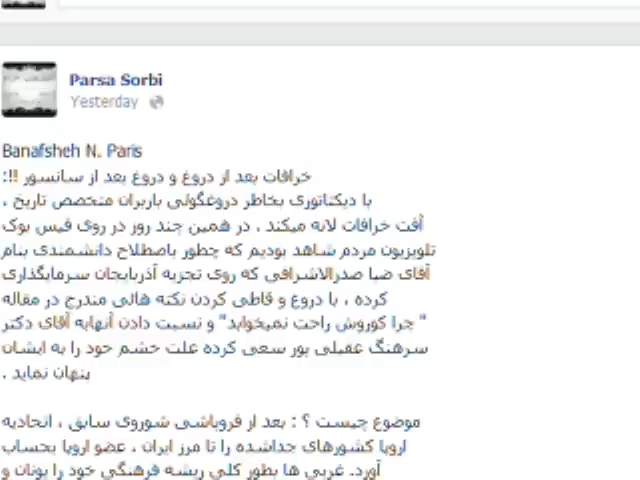 Parsa Sorbi
Yesterday
Banafsheh N. Paris
خرافات بعد از دروغ و دروغ بعد از سانسور !!؛
با دیکتاتوری بخاطر دروغگوئی یاریران متخصص تاریخ ،
آفت خرافات لانه میکند . در همین چند روز در روی فیس بوک
تلویزیون مردم شاهد بودیم که چطور باصطلاح دانشمندی بنام
آقای ضیا صدرالاشرافی که روی تجزیه آذربایجان سرمایگذاری
کرده ، با دروغ و قاطی کردن نکته هائی مندرج در مقاله
" چرا کوروش راحت نمیخوابد" و نسبت دادن آنهابه آقای دکتر
سرهنگ عقیلی پور سعی کرده علت خشم خود را به ایشان
پنهان نماید .
موضوع چیست ؟ : بعد از فروپاشی شوروی سابق ، اتحادیه
اروپا کشورهای جداشده را تا مرز ایران ، عضو اروپا بحساب
آورد. غربی ها بطور کلی ریشه فرهنگی خود را یونان و